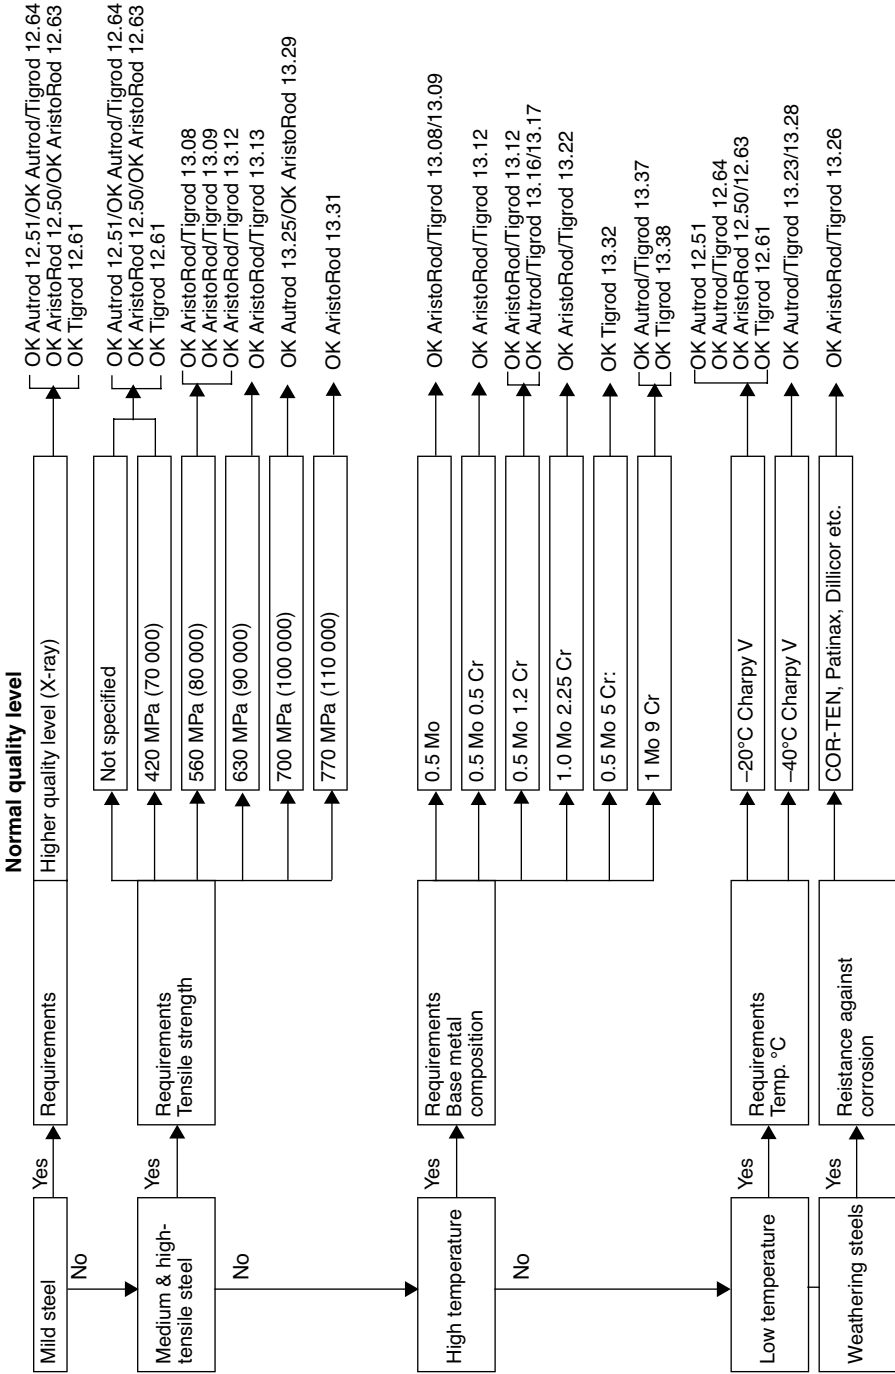 Normal quality level
Mild steel
Yes
Requirements
Higher quality level (X-ray)
OK Autrod 12.51/OK Autrod/Tigrod 12.64
OK AristoRod 12.50/OK AristoRod 12.63
OK Tigrod 12.61
No
Medium & high-
tensile steel
Yes
Requirements
Tensile strength
Not specified
420 MPa (70 000)
OK Autrod 12.51/OK Autrod/Tigrod 12.64
OK AristoRod 12.50/OK AristoRod 12.63
OK Tigrod 12.61
560 MPa (80 000)
OK AristoRod/Tigrod 13.08
OK AristoRod/Tigrod 13.09
OK AristoRod/Tigrod 13.12
630 MPa (90 000)
OK AristoRod/Tigrod 13.13
700 MPa (100 000)
OK Autrod 13.25/OK AristoRod 13.29
770 MPa (110 000)
OK AristoRod 13.31
No
High temperature
Yes
Requirements
Base metal
composition
0.5 Mo
OK AristoRod/Tigrod 13.08/13.09
0.5 Mo 0.5 Cr
OK AristoRod/Tigrod 13.12
0.5 Mo 1.2 Cr
OK AristoRod/Tigrod 13.12
OK Autrod/Tigrod 13.16/13.17
1.0 Mo 2.25 Cr
OK AristoRod/Tigrod 13.22
0.5 Mo 5 Cr:
OK Tigrod 13.32
1 Mo 9 Cr
OK Autrod/Tigrod 13.37
OK Tigrod 13.38
No
Low temperature
Yes
Requirements
Temp. °C
–20°C Charpy V
OK Autrod 12.51
OK Autrod/Tigrod 12.64
OK AristoRod 12.50/12.63
OK Tigrod 12.61
–40°C Charpy V
OK Autrod/Tigrod 13.23/13.28
Weathering steels
Yes
Reistance against
corrosion
COR-TEN, Patinax, Dillicor etc.
OK AristoRod/Tigrod 13.26